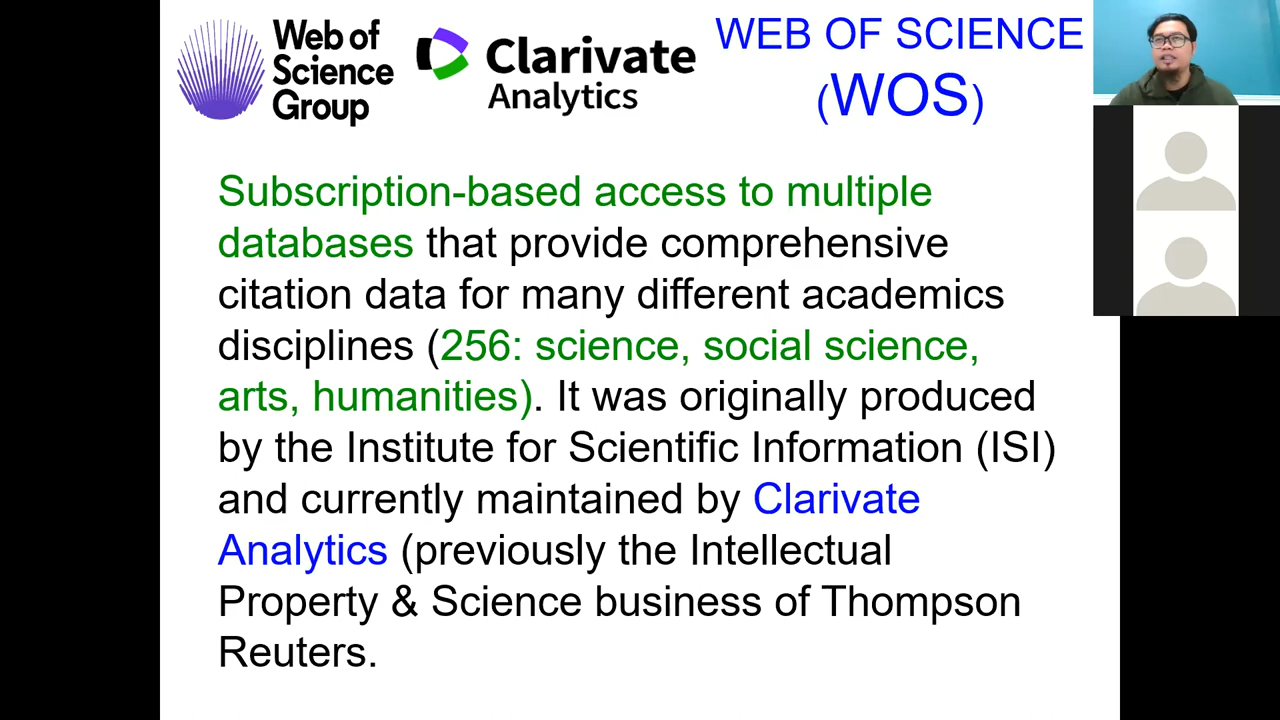 Web of
Science
Group
Clarivate
Analytics
WEB OF SCIENCE
(WOS)
Subscription-based access to multiple
databases that provide comprehensive
citation data for many different academics
disciplines (256: science, social science,
arts, humanities). It was originally produced
by the Institute for Scientific Information (ISI)
and currently maintained by Clarivate
Analytics (previously the Intellectual
Property & Science business of Thompson
Reuters.